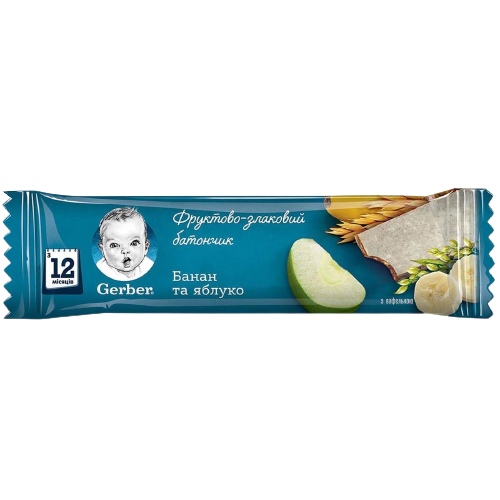 з
12
місяців
Gerber
Фруктово-злаковий
батончик
Банан
та яблуко
з вафельною